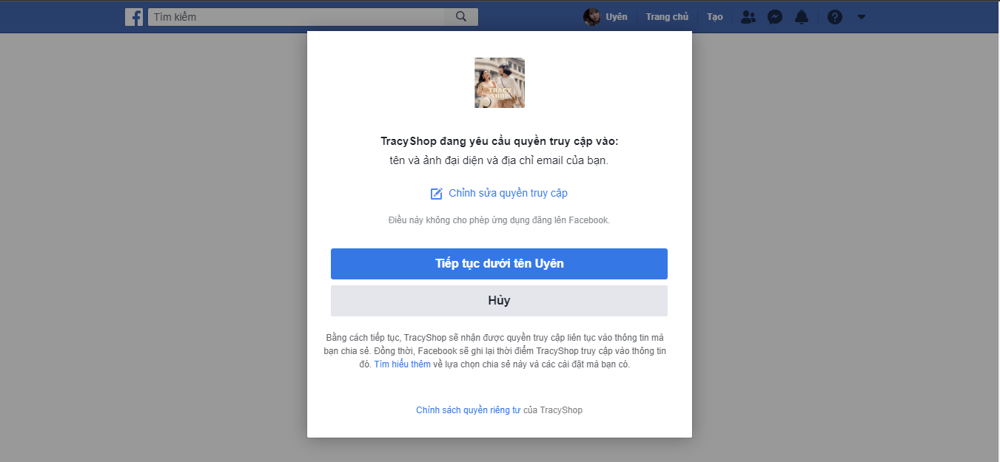 Tìm kiếm
Uyên
Trang chủ
Tạo
TRACY
SHOP
TracyShop đang yêu cầu quyền truy cập vào:
tên và ảnh đại diện và địa chỉ email của bạn.
Chỉnh sửa quyền truy cập
Điều này không cho phép ứng dụng đăng lên Facebook.
Tiếp tục dưới tên Uyên
Hủy
Bằng cách tiếp tục, TracyShop sẽ nhận được quyền truy cập liên tục vào thông tin mà
bạn chia sẻ. Đồng thời, Facebook sẽ ghi lại thời điểm TracyShop truy cập vào thông tin
đó. Tìm hiểu thêm về lựa chọn chia sẻ này và các cài đặt mà bạn có.
Chính sách quyền riêng tư của TracyShop